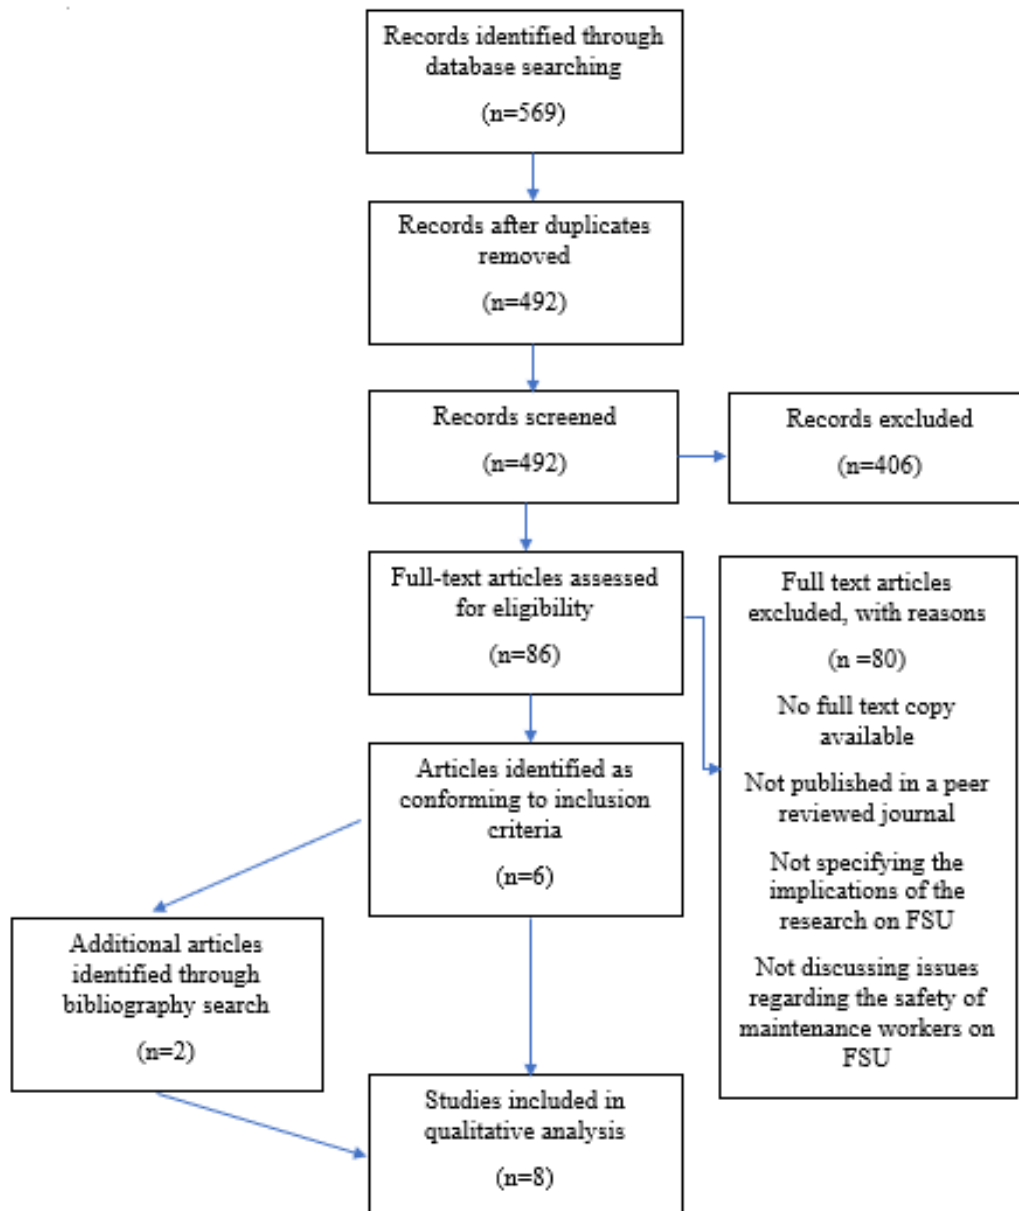 Records identified through
database searching
(n=569)
Records after duplicates
removed
(n=492)
Records screened
(n=492)
Records excluded
(n=406)
Full-text articles assessed
for eligibility
(n=86)
Full text articles
excluded, with reasons
(n =80)
No full text copy
available
Not published in a peer
reviewed journal
Not specifying the
implications of the
research on FSU
Not discussing issues
regarding the safety of
maintenance workers on
FSU
Articles identified as
conforming to inclusion
criteria
(n=6)
Additional articles
identified through
bibliography search
(n=2)
Studies included in
qualitative analysis
(n=8)